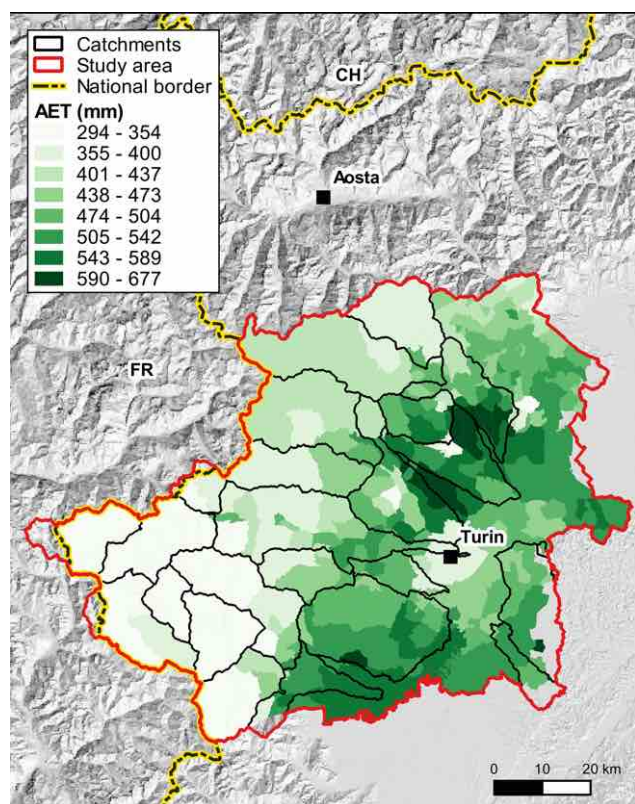 Catchments
Study area
National border
AET (mm)
294 - 354
355 - 400
401 - 437
438 - 473
474 - 504
505 - 542
543 - 589
590 - 677
CH
Aosta
FR
Turin
0 10 20 km